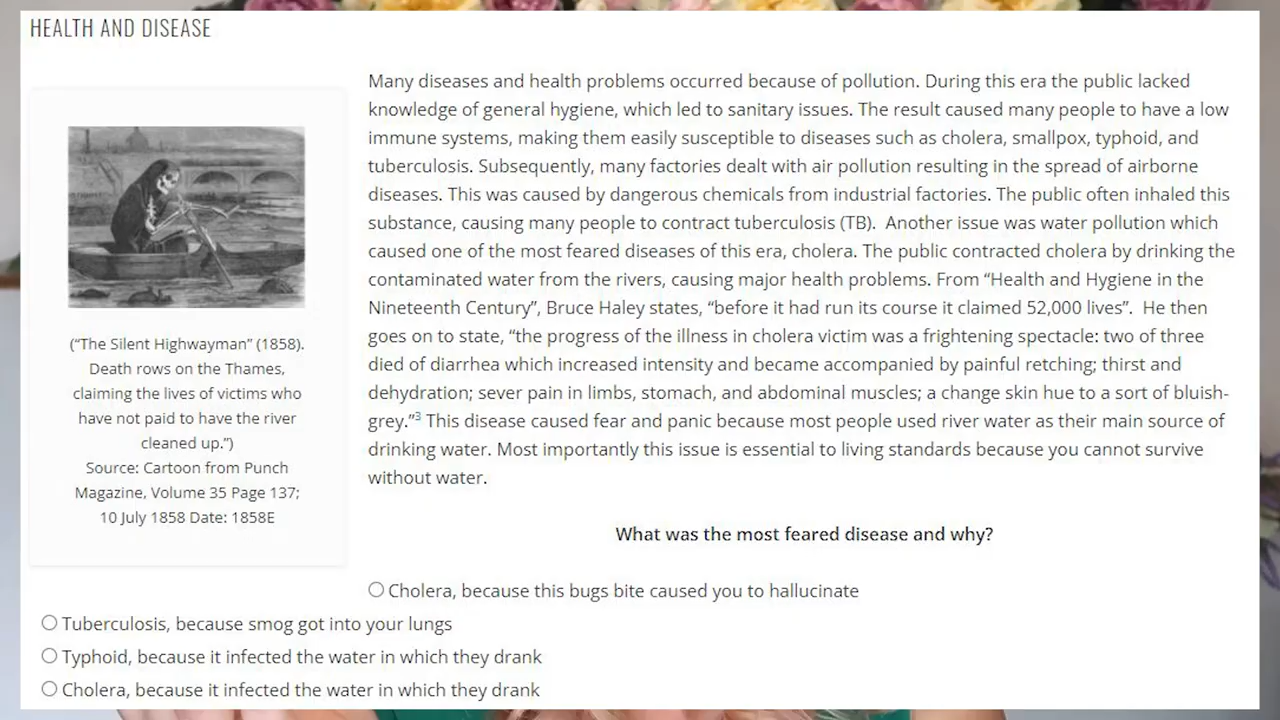 HEALTH AND DISEASE
Many diseases and health problems occurred because of pollution. During this era the public lacked
knowledge of general hygiene, which led to sanitary issues. The result caused many people to have a low
immune systems, making them easily susceptible to diseases such as cholera, smallpox, typhoid, and
tuberculosis. Subsequently, many factories dealt with air pollution resulting in the spread of airborne
diseases. This was caused by dangerous chemicals from industrial factories. The public often inhaled this
substance, causing many people to contract tuberculosis (TB).  Another issue was water pollution which
caused one of the most feared diseases of this era, cholera. The public contracted cholera by drinking the
contaminated water from the rivers, causing major health problems. From “Health and Hygiene in the
Nineteenth Century”, Bruce Haley states, “before it had run its course it claimed 52,000 lives”.  He then
goes on to state, “the progress of the illness in cholera victim was a frightening spectacle: two of three
died of diarrhea which increased intensity and became accompanied by painful retching; thirst and
dehydration; sever pain in limbs, stomach, and abdominal muscles; a change skin hue to a sort of bluish-
grey.”³ This disease caused fear and panic because most people used river water as their main source of
drinking water. Most importantly this issue is essential to living standards because you cannot survive
without water.
(“The Silent Highwayman” (1858).
Death rows on the Thames,
claiming the lives of victims who
have not paid to have the river
cleaned up.”)
Source: Cartoon from Punch
Magazine, Volume 35 Page 137;
10 July 1858 Date: 1858E
What was the most feared disease and why?
Cholera, because this bugs bite caused you to hallucinate
Tuberculosis, because smog got into your lungs
Typhoid, because it infected the water in which they drank
Cholera, because it infected the water in which they drank